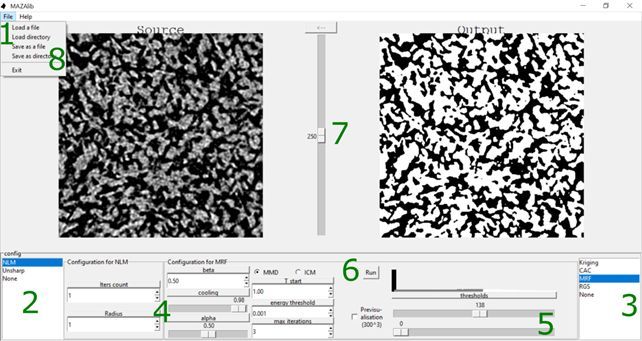 MAZAlib
File Help
1
Load a file
Load directory
Save as a file
Save as director
8
Exit
Source
<--
Output
250
7
config
NLM
Unsharp
None
2
Configuration for NLM
Iters count
1
Radius
1
Configuration for MRF
beta
0.50
cooling
0.98
4
alpha
0.50
MMD ICM
T start
1.00
energy threshold
0.001
max iterations
3
6
Run
Previsu-
alisation
(300^3)
thresholds
138
0
5
Kriging
CAC
MRF
RGS
None
3